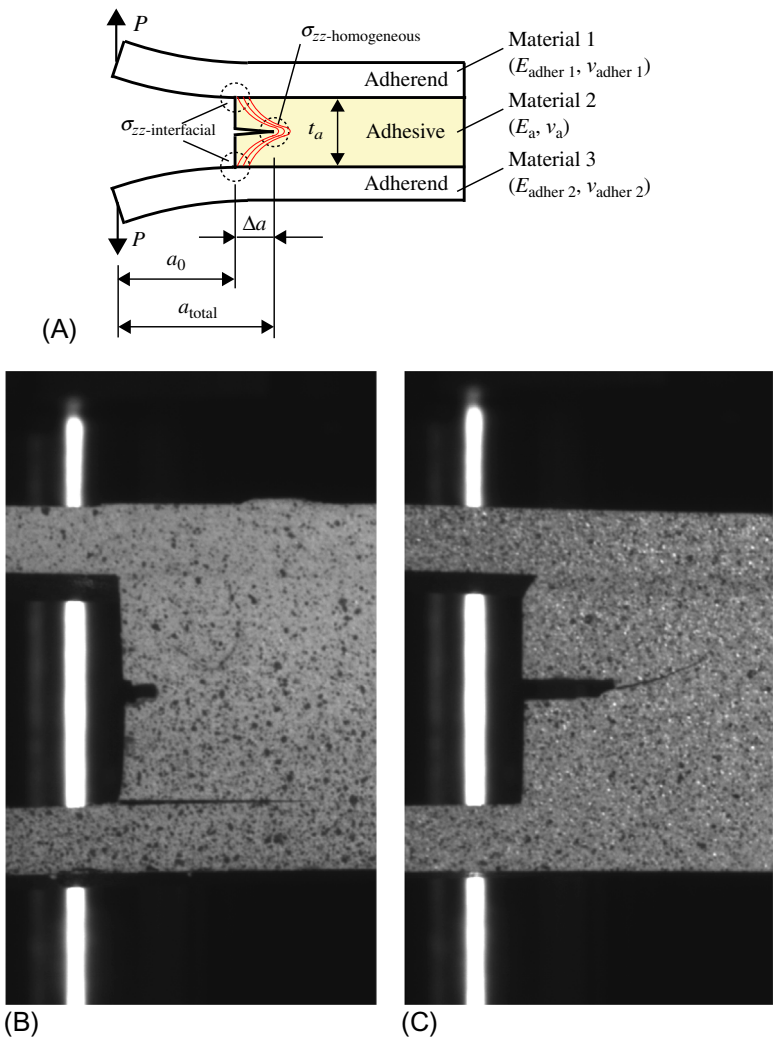 P
σzz-homogeneous
Material 1
(Eadher 1, νadher 1)
Adherend
σzz-interfacial
ta
Adhesive
Material 2
(Ea, νa)
Adherend
Material 3
(Eadher 2, νadher 2)
P
Δa
a0
atotal
(A)
(B)
(C)